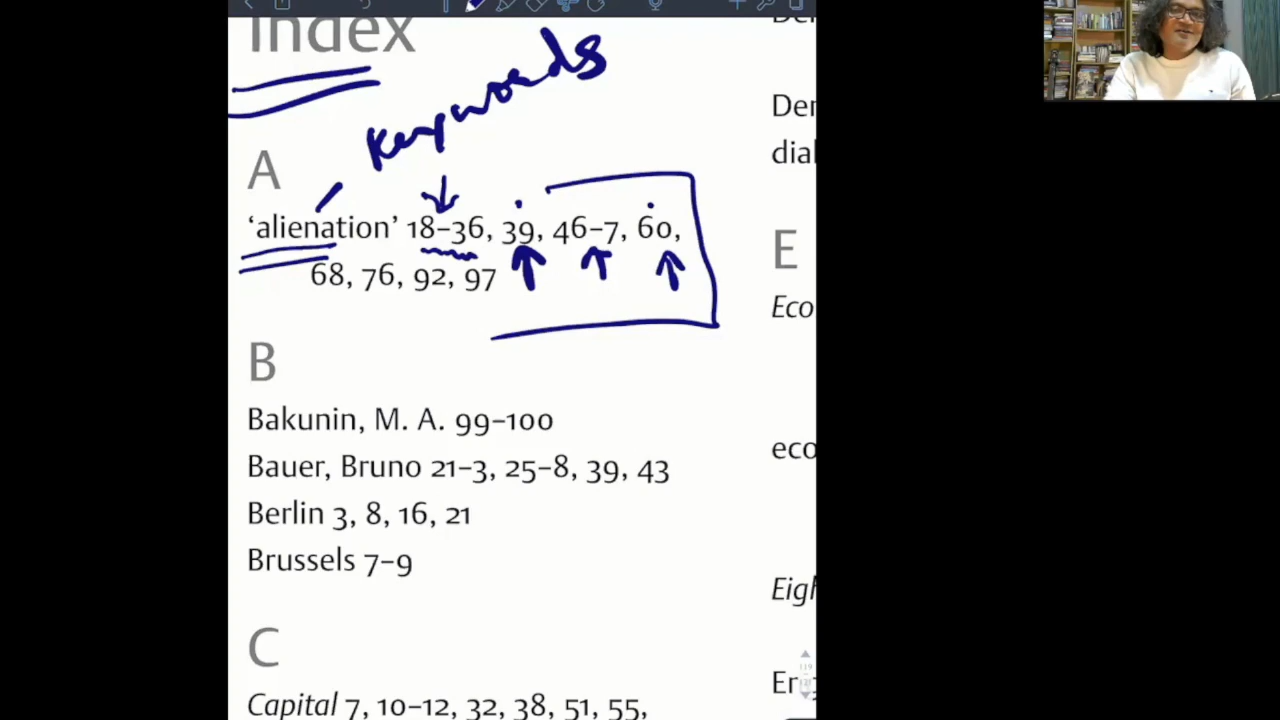 Index
Keywords
A
‘alienation’ 18–36, 39, 46–7, 60,
68, 76, 92, 97
B
Bakunin, M. A. 99–100
Bauer, Bruno 21–3, 25–8, 39, 43
Berlin 3, 8, 16, 21
Brussels 7–9
C
Capital 7, 10–12, 32, 38, 51, 55,
E